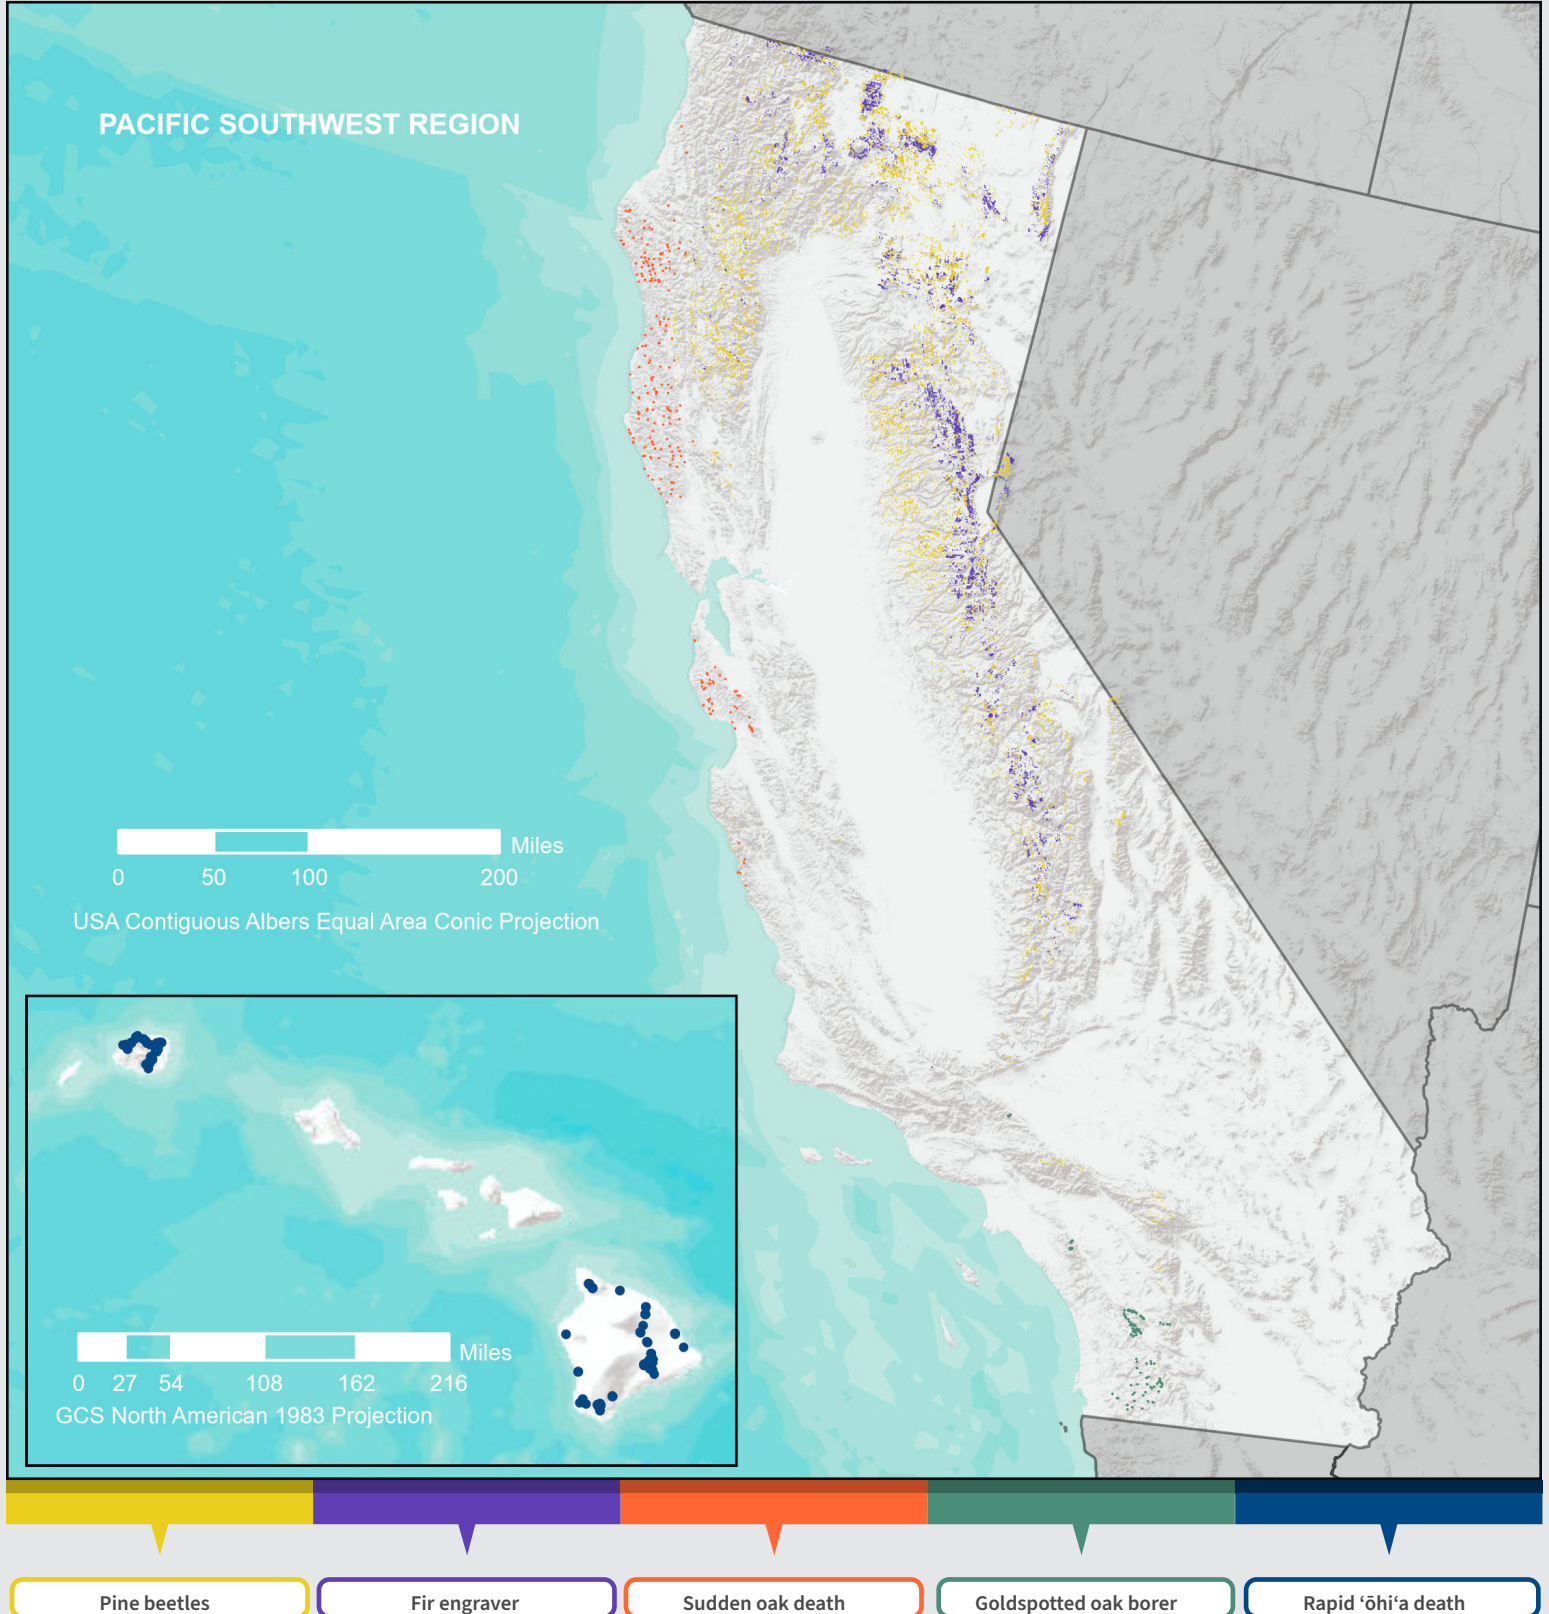 PACIFIC SOUTHWEST REGION
Miles
0 50 100 200
USA Contiguous Albers Equal Area Conic Projection
Miles
0 27 54 108 162 216
GCS North American 1983 Projection
Pine beetles
Fir engraver
Sudden oak death
Goldspotted oak borer
Rapid ʻōhiʻa death